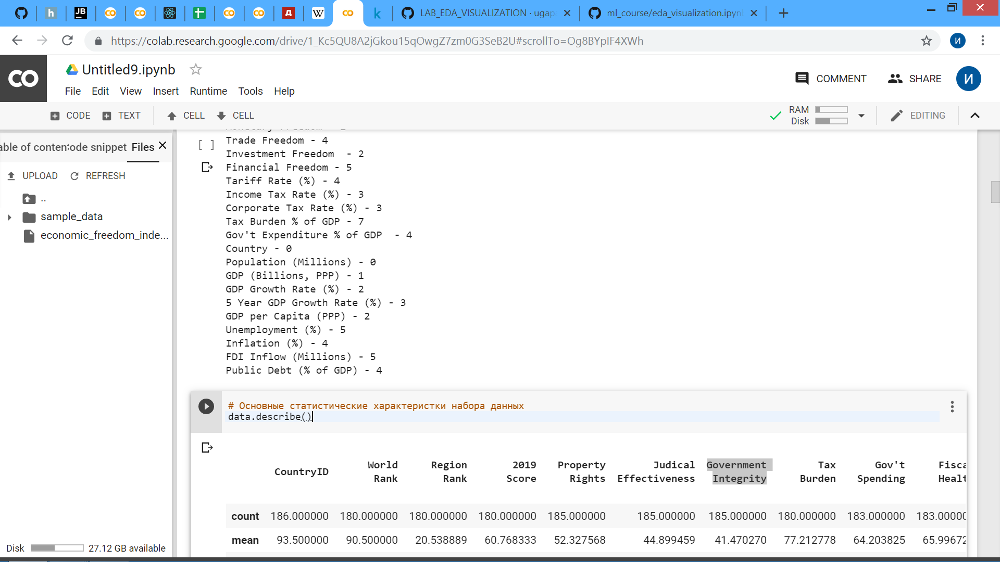 LAB_EDA_VISUALIZATION · ugap
ml_course/eda_visualization.ipyn
https://colab.research.google.com/drive/1_Kc5QU8A2jGkou15qOwgZ7zm0G3SeB2U#scrollTo=Og8BYpIF4XWh
И
Untitled9.ipynb
COMMENT
SHARE
И
File Edit View Insert Runtime Tools Help
CODE TEXT CELL CELL
RAM
Disk
EDITING
able of conten ode snippet Files
UPLOAD REFRESH
..
sample_data
economic_freedom_inde...
Disk 27.12 GB available
[ ]
Trade Freedom - 4
Investment Freedom  - 2
Financial Freedom - 5
Tariff Rate (%) - 4
Income Tax Rate (%) - 3
Corporate Tax Rate (%) - 3
Tax Burden % of GDP - 7
Gov't Expenditure % of GDP  - 4
Country - 0
Population (Millions) - 0
GDP (Billions, PPP) - 1
GDP Growth Rate (%) - 2
5 Year GDP Growth Rate (%) - 3
GDP per Capita (PPP) - 2
Unemployment (%) - 5
Inflation (%) - 4
FDI Inflow (Millions) - 5
Public Debt (% of GDP) - 4
# Основные статистические характеристки набора данных
data.describe()
CountryID World Rank Region Rank 2019 Score Property Rights Judical Effectiveness Government Integrity Tax Burden Gov't Spending Fisca Healt
count 186.000000 180.000000 180.000000 180.000000 185.000000 185.000000 185.000000 180.000000 183.000000 183.00000
mean 93.500000 90.500000 20.538889 60.768333 52.327568 44.899459 41.470270 77.212778 64.203825 65.99672